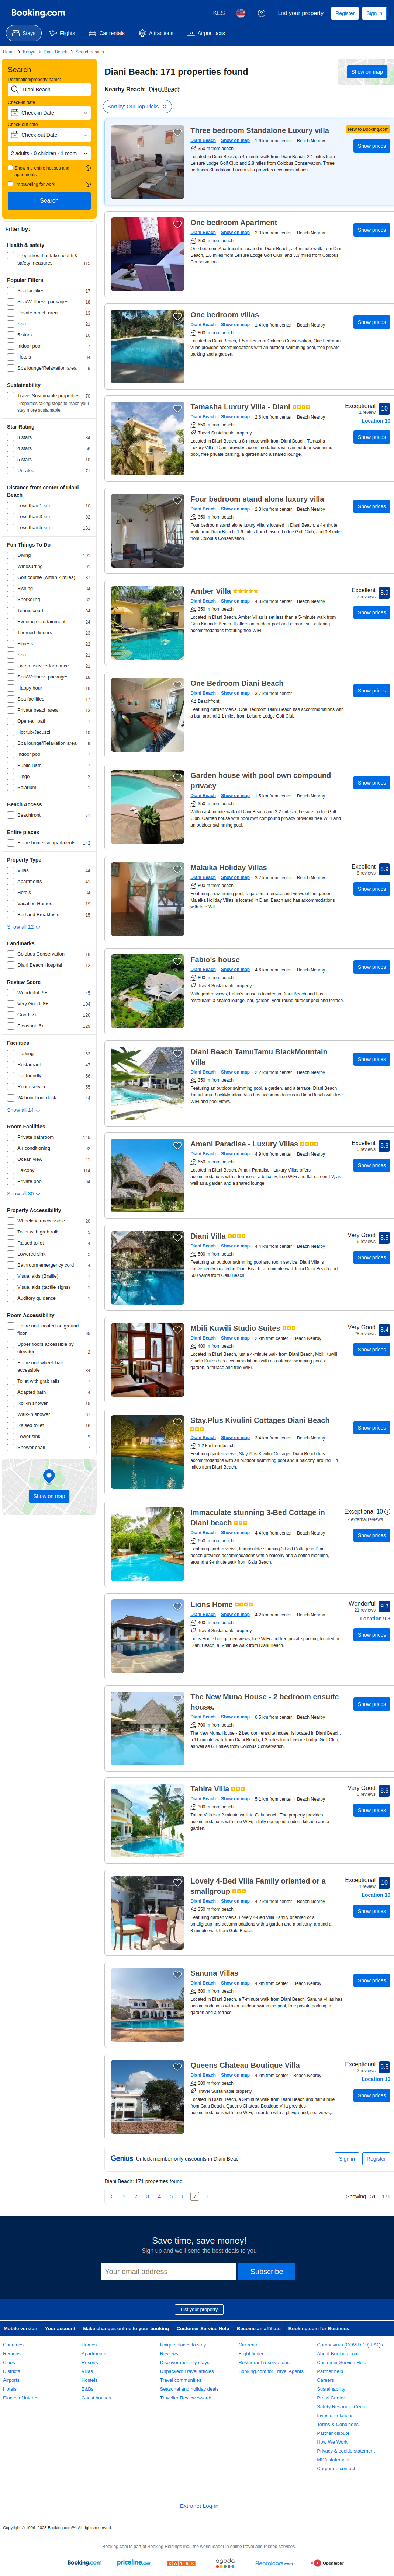 Booking.com
KES
List your property
Register
Sign in
Stays
Flights
Car rentals
Attractions
Airport taxis
Home
Kenya
Diani Beach
Search results
Search
Destination/property name:
Diani Beach
Check-in date
Check-in Date
Check-out date
Check-out Date
2 adults · 0 children · 1 room
Show me entire houses and apartments
I'm traveling for work
Search
Filter by:
Health & safety
Properties that take health & safety measures 115
Popular Filters
Spa facilities 17
Spa/Wellness packages 18
Private beach area 13
Spa 21
5 stars 10
Indoor pool 7
Hotels 34
Spa lounge/relaxation area 9
Sustainability
Travel Sustainable properties 70
Properties taking steps to make your stay more sustainable
Star Rating
3 stars 34
4 stars 56
5 stars 10
Unrated 71
Distance from center of Diani Beach
Less than 1 km 10
Less than 3 km 92
Less than 5 km 131
Fun Things To Do
Diving 101
Windsurfing 91
Golf course (within 2 miles) 87
Fishing 84
Snorkeling 82
Tennis court 34
Evening entertainment 24
Themed dinners 23
Fitness 22
Spa 21
Live music/Performance 21
Spa/Wellness packages 18
Happy hour 18
Spa facilities 17
Private beach area 13
Open-air bath 11
Hot tub/Jacuzzi 10
Spa lounge/Relaxation area 9
Indoor pool 7
Public Bath 7
Bingo 2
Solarium 1
Beach Access
Beachfront 71
Entire places
Entire homes & apartments 142
Property Type
Villas 44
Apartments 41
Hotels 34
Vacation Homes 19
Bed and Breakfasts 15
Show all 12
Landmarks
Colobus Conservation 18
Diani Beach Hospital 12
Review Score
Wonderful: 9+ 45
Very Good: 8+ 104
Good: 7+ 126
Pleasant: 6+ 129
Facilities
Parking 163
Restaurant 47
Pet friendly 56
Room service 55
24-hour front desk 44
Show all 14
Room Facilities
Private bathroom 145
Air conditioning 92
Ocean view 41
Balcony 114
Private pool 64
Show all 30
Property Accessibility
Wheelchair accessible 20
Toilet with grab rails 5
Raised toilet 4
Lowered sink 5
Bathroom emergency cord 4
Visual aids (Braille) 1
Visual aids (tactile signs) 1
Auditory guidance 1
Room Accessibility
Entire unit located on ground floor 65
Upper floors accessible by elevator 2
Entire unit wheelchair accessible 34
Toilet with grab rails 7
Adapted bath 4
Roll-in shower 19
Walk-in shower 67
Raised toilet 16
Lower sink 8
Shower chair 7
Show on map
Diani Beach: 171 properties found
Show on map
Nearby Beach: Diani Beach
Sort by: Our Top Picks
Three bedroom Standalone Luxury villa
New to Booking.com
Diani Beach Show on map 1.8 km from center Beach Nearby
350 m from beach
Show prices
Located in Diani Beach, a 4-minute walk from Diani Beach, 2.1 miles from Leisure Lodge Golf Club and 2.8 miles from Colobus Conservation, Three bedroom Standalone Luxury villa provides accommodations...
One bedroom Apartment
Diani Beach Show on map 2.3 km from center Beach Nearby
350 m from beach
Show prices
One bedroom Apartment is located in Diani Beach, a 4-minute walk from Diani Beach, 1.6 miles from Leisure Lodge Golf Club, and 3.3 miles from Colobus Conservation.
One bedroom villas
Diani Beach Show on map 1.4 km from center Beach Nearby
800 m from beach
Show prices
Located in Diani Beach, 1.5 miles from Colobus Conservation, One bedroom villas provides accommodations with an outdoor swimming pool, free private parking and a garden.
Tamasha Luxury Villa - Diani
Exceptional 10
1 review
Location 10
Diani Beach Show on map 2.6 km from center Beach Nearby
650 m from beach
Travel Sustainable property
Show prices
Located in Diani Beach, a 8-minute walk from Diani Beach, Tamasha Luxury Villa - Diani provides accommodations with an outdoor swimming pool, free private parking, a garden and a shared lounge.
Four bedroom stand alone luxury villa
Diani Beach Show on map 2.3 km from center Beach Nearby
350 m from beach
Show prices
Four bedroom stand alone luxury villa is located in Diani Beach, a 4-minute walk from Diani Beach, 1.6 miles from Leisure Lodge Golf Club, and 3.3 miles from Colobus Conservation.
Amber Villa
Excellent 8.9
7 reviews
Diani Beach Show on map 4.3 km from center Beach Nearby
350 m from beach
Show prices
Located in Diani Beach, Amber Villas is set less than a 5-minute walk from Galu Kinondo Beach. It offers an outdoor pool and elegant self-catering accommodations featuring free WiFi.
One Bedroom Diani Beach
Diani Beach Show on map 3.7 km from center
Beachfront
Show prices
Featuring garden views, One Bedroom Diani Beach has accommodations with a bar, around 1.1 miles from Leisure Lodge Golf Club.
Garden house with pool own compound privacy
Diani Beach Show on map 1.5 km from center Beach Nearby
350 m from beach
Show prices
Within a 4-minute walk of Diani Beach and 2.2 miles of Leisure Lodge Golf Club, Garden house with pool own compound privacy provides free WiFi and an outdoor swimming pool.
Malaika Holiday Villas
Excellent 8.9
8 reviews
Diani Beach Show on map 3.7 km from center Beach Nearby
800 m from beach
Show prices
Featuring a swimming pool, a garden, a terrace and views of the garden, Malaika Holiday Villas is located in Diani Beach and has accommodations with free WiFi.
Fabio's house
Diani Beach Show on map 4.6 km from center Beach Nearby
800 m from beach
Travel Sustainable property
Show prices
With garden views, Fabio's house is located in Diani Beach and has a restaurant, a shared lounge, bar, garden, year-round outdoor pool and terrace.
Diani Beach TamuTamu BlackMountain Villa
Diani Beach Show on map 2.2 km from center Beach Nearby
350 m from beach
Show prices
Featuring an outdoor swimming pool, a garden, and a terrace, Diani Beach TamuTamu BlackMountain Villa has accommodations in Diani Beach with free WiFi and pool views.
Amani Paradise - Luxury Villas
Excellent 8.8
5 reviews
Diani Beach Show on map 4.9 km from center Beach Nearby
650 m from beach
Show prices
Located in Diani Beach, Amani Paradise - Luxury Villas offers accommodations with a terrace or a balcony, free WiFi and flat-screen TV, as well as a garden and a shared lounge.
Diani Villa
Very Good 8.5
6 reviews
Diani Beach Show on map 4.4 km from center Beach Nearby
500 m from beach
Show prices
Featuring an outdoor swimming pool and room service, Diani Villa is conveniently located in Diani Beach, a 5-minute walk from Diani Beach and 600 yards from Galu Beach.
Mbili Kuwili Studio Suites
Very Good 8.4
28 reviews
Diani Beach Show on map 2 km from center Beach Nearby
400 m from beach
Show prices
Located in Diani Beach, just a 4-minute walk from Diani Beach, Mbili Kuwili Studio Suites has accommodations with an outdoor swimming pool, a garden, a terrace and free WiFi.
Stay.Plus Kivulini Cottages Diani Beach
Diani Beach Show on map 3.4 km from center Beach Nearby
1.2 km from beach
Show prices
Featuring garden views, Stay.Plus Kivulini Cottages Diani Beach has accommodations with an outdoor swimming pool and a balcony, around 1.4 miles from Diani Beach.
Immaculate stunning 3-Bed Cottage in Diani beach
Exceptional 10
2 external reviews
Diani Beach Show on map 4.4 km from center Beach Nearby
650 m from beach
Show prices
Featuring garden views, Immaculate stunning 3-Bed Cottage in Diani beach provides accommodations with a balcony and a coffee machine, around a 9-minute walk from Galu Beach.
Lions Home
Wonderful 9.3
21 reviews
Location 9.3
Diani Beach Show on map 4.2 km from center Beach Nearby
400 m from beach
Travel Sustainable property
Show prices
Lions Home has garden views, free WiFi and free private parking, located in Diani Beach, a 6-minute walk from Diani Beach.
The New Muna House - 2 bedroom ensuite house.
Diani Beach Show on map 6.5 km from center Beach Nearby
700 m from beach
Show prices
The New Muna House - 2 bedroom ensuite house. Is located in Diani Beach, a 11-minute walk from Diani Beach, 1.3 miles from Leisure Lodge Golf Club, as well as 6.1 miles from Colobus Conservation.
Tahira Villa
Very Good 8.5
8 reviews
Diani Beach Show on map 5.1 km from center Beach Nearby
300 m from beach
Show prices
Tahira Villa is a 2-minute walk to Galu beach. The property provides accommodations with free WiFi, a fully equipped modern kitchen and a garden.
Lovely 4-Bed Villa Family oriented or a smallgroup
Exceptional 10
1 review
Location 10
Diani Beach Show on map 4.2 km from center Beach Nearby
350 m from beach
Show prices
Featuring garden views, Lovely 4-Bed Villa Family oriented or a smallgroup has accommodations with a garden and a balcony, around a 8-minute walk from Galu Beach.
Sanuna Villas
Diani Beach Show on map 4 km from center Beach Nearby
600 m from beach
Show prices
Located in Diani Beach, a 7-minute walk from Diani Beach, Sanuna Villas has accommodations with an outdoor swimming pool, free private parking, a garden and a terrace.
Queens Chateau Boutique Villa
Exceptional 9.5
2 reviews
Location 10
Diani Beach Show on map 4 km from center Beach Nearby
300 m from beach
Travel Sustainable property
Show prices
Located in Diani Beach, a 3-minute walk from Diani Beach and half a mile from Galu Beach, Queens Chateau Boutique Villa provides accommodations with free WiFi, a garden with a playground, sea views,...
Genius Unlock member-only discounts in Diani Beach
Sign in
Register
Diani Beach: 171 properties found
1 2 3 4 5 6 7
Showing 151 – 171
Save time, save money!
Sign up and we'll send the best deals to you
Your email address
Subscribe
List your property
Mobile version
Your account
Make changes online to your booking
Customer Service Help
Become an affiliate
Booking.com for Business
Countries
Regions
Cities
Districts
Airports
Hotels
Places of interest
Homes
Apartments
Resorts
Villas
Hostels
B&Bs
Guest houses
Unique places to stay
Reviews
Discover monthly stays
Unpacked: Travel articles
Travel communities
Seasonal and holiday deals
Traveller Review Awards
Car rental
Flight finder
Restaurant reservations
Booking.com for Travel Agents
Coronavirus (COVID-19) FAQs
About Booking.com
Customer Service Help
Partner help
Careers
Sustainability
Press Center
Safety Resource Center
Investor relations
Terms & Conditions
Partner dispute
How We Work
Privacy & cookie statement
MSA statement
Corporate contact
Extranet Log-in
Copyright © 1996–2023 Booking.com™. All rights reserved.
Booking.com is part of Booking Holdings Inc., the world leader in online travel and related services.
Booking.com
priceline.com
KAYAK
agoda
Rentalcars.com
OpenTable